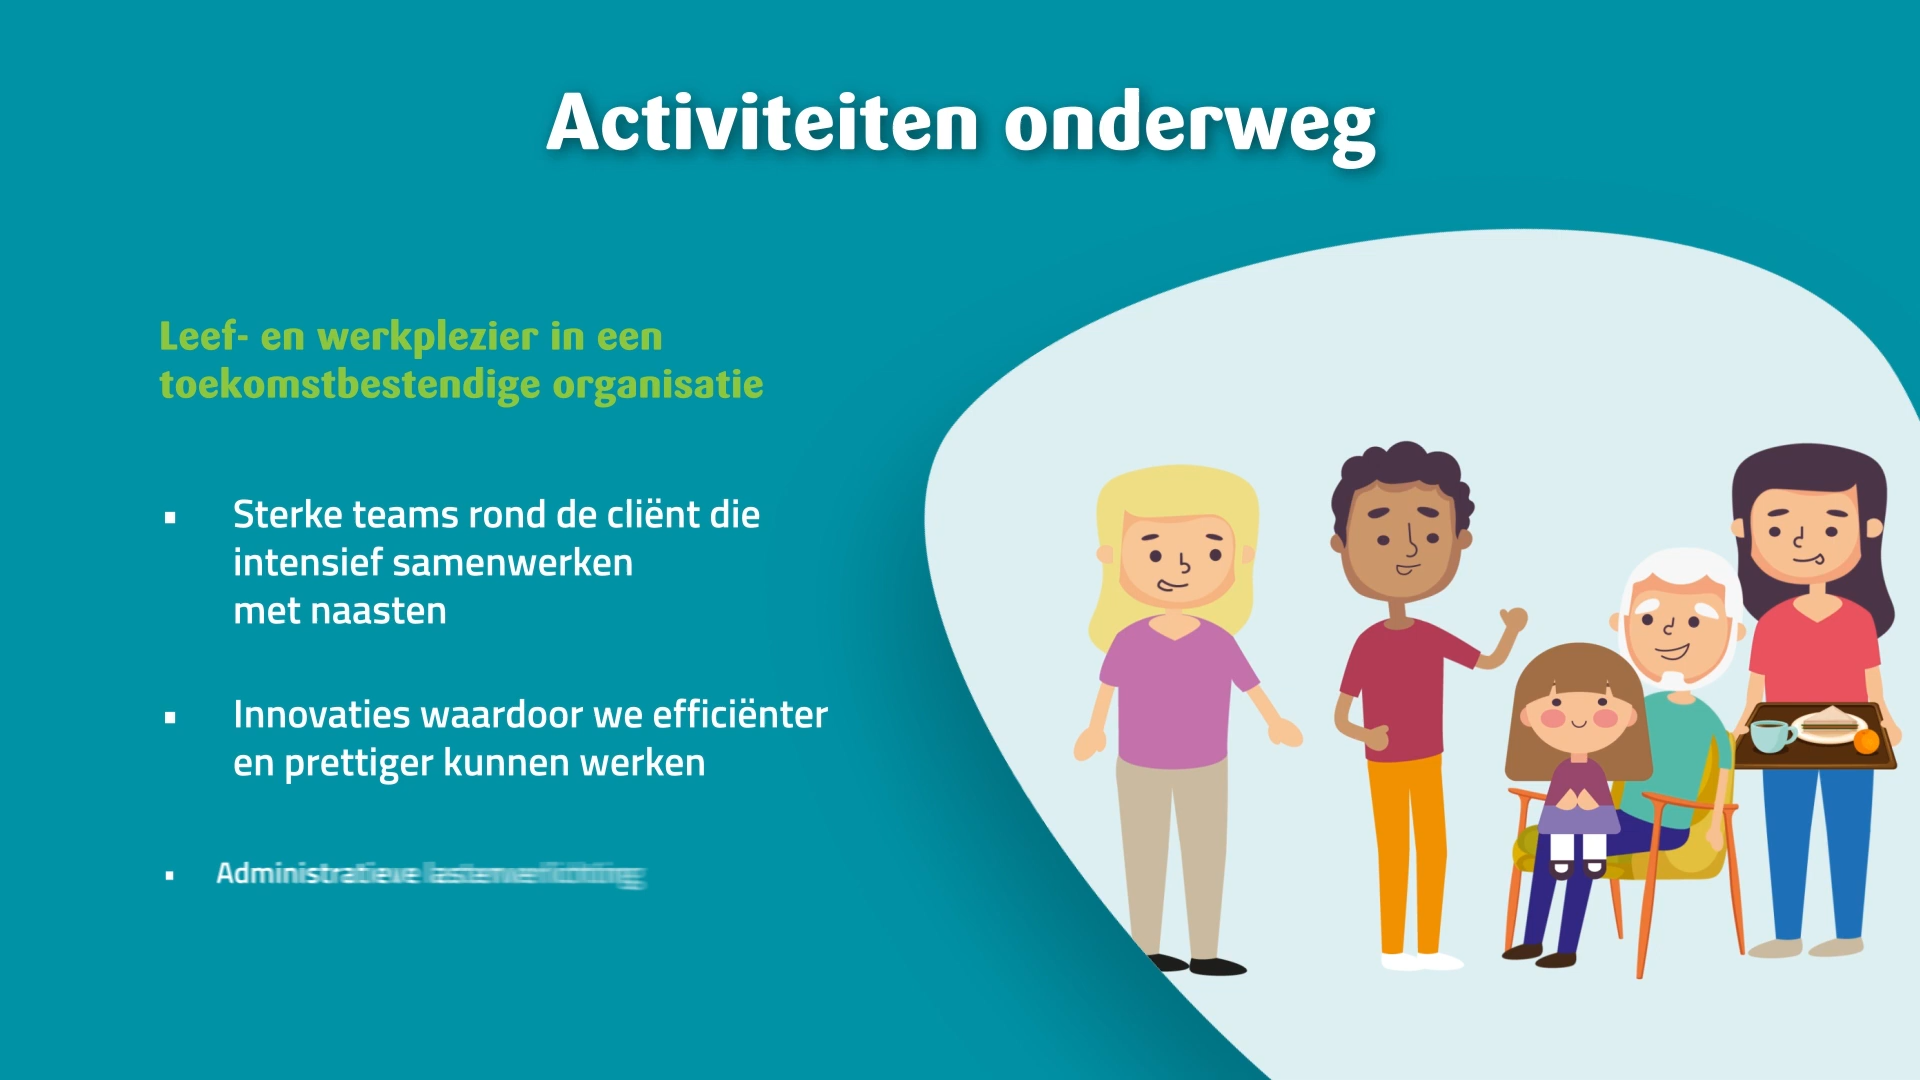 Activiteiten onderweg
Leef- en werkplezier in een
toekomstbestendige organisatie
▪ Sterke teams rond de cliënt die
intensief samenwerken
met naasten
▪ Innovaties waardoor we efficiënter
en prettiger kunnen werken
▪ Administratieve